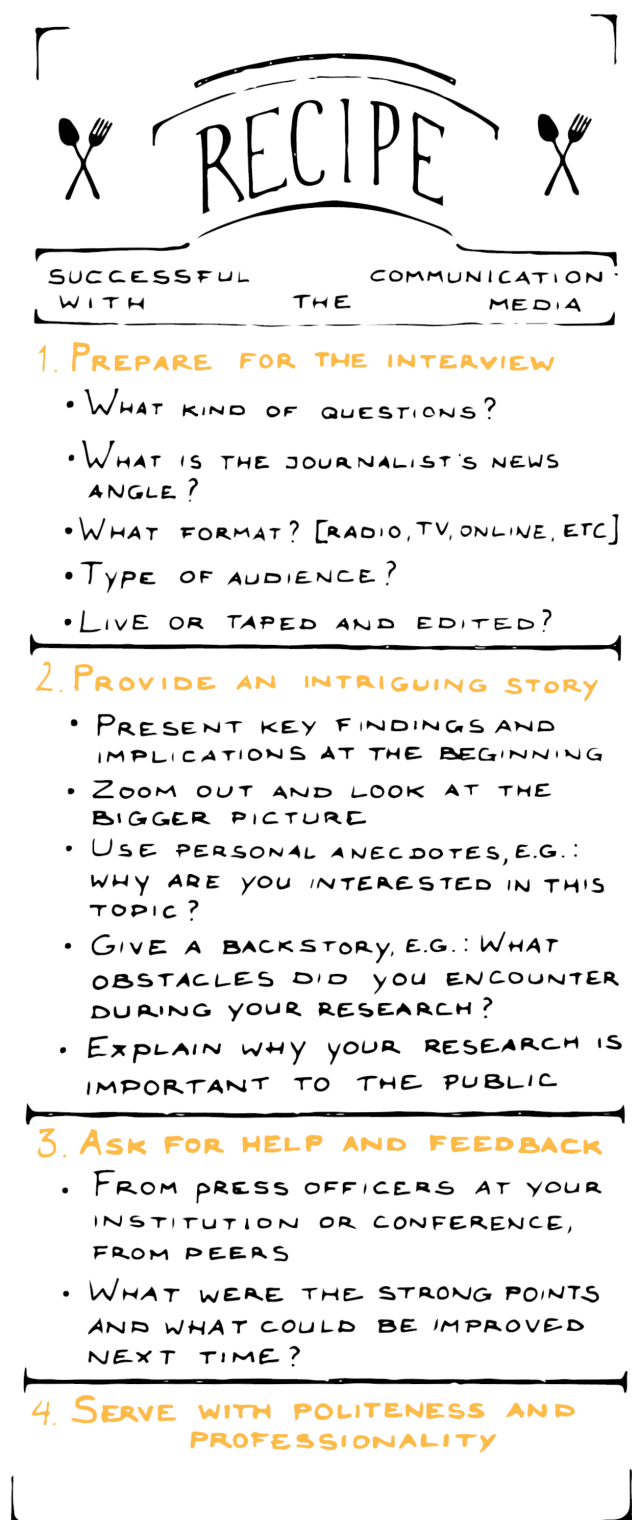 RECIPE
SUCCESSFUL COMMUNICATION
WITH THE MEDIA
1. PREPARE FOR THE INTERVIEW
• WHAT KIND OF QUESTIONS?
• WHAT IS THE JOURNALIST'S NEWS
ANGLE?
• WHAT FORMAT? [RADIO, TV, ONLINE, ETC]
• TYPE OF AUDIENCE?
• LIVE OR TAPED AND EDITED?
2. PROVIDE AN INTRIGUING STORY
• PRESENT KEY FINDINGS AND
IMPLICATIONS AT THE BEGINNING
• ZOOM OUT AND LOOK AT THE
BIGGER PICTURE
• USE PERSONAL ANECDOTES, E.G.:
WHY ARE YOU INTERESTED IN THIS
TOPIC?
• GIVE A BACKSTORY, E.G.: WHAT
OBSTACLES DID YOU ENCOUNTER
DURING YOUR RESEARCH?
• EXPLAIN WHY YOUR RESEARCH IS
IMPORTANT TO THE PUBLIC
3. ASK FOR HELP AND FEEDBACK
• FROM PRESS OFFICERS AT YOUR
INSTITUTION OR CONFERENCE,
FROM PEERS
• WHAT WERE THE STRONG POINTS
AND WHAT COULD BE IMPROVED
NEXT TIME?
4. SERVE WITH POLITENESS AND
PROFESSIONALITY